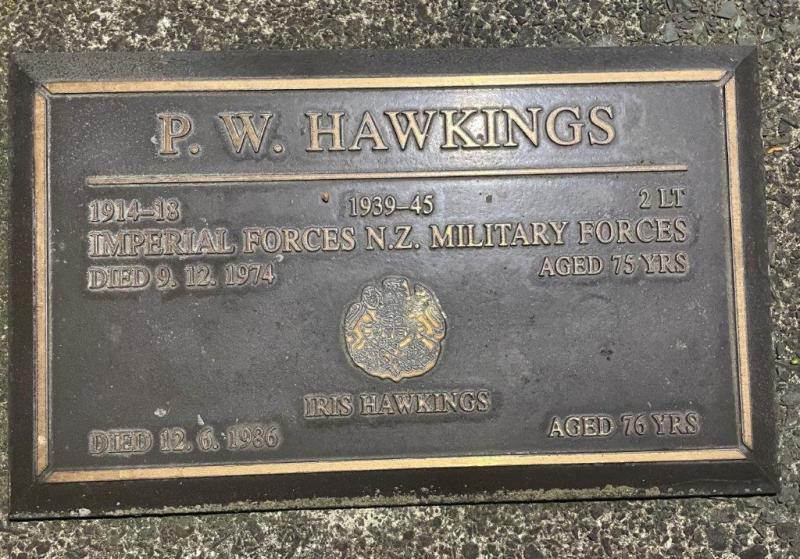 P. W. HAWKINGS
1914–18 1939–45 2 LT
IMPERIAL FORCES N.Z. MILITARY FORCES
DIED 9. 12. 1974 AGED 75 YRS
IRIS HAWKINGS
DIED 12. 6. 1986 AGED 76 YRS